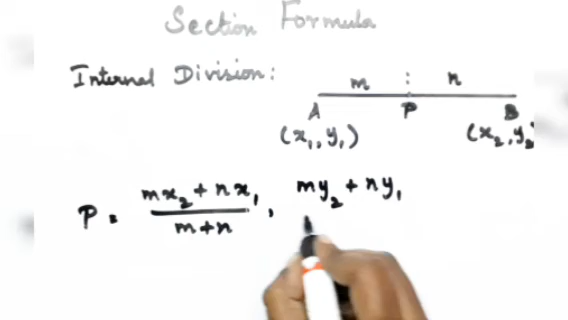 Section Formula
Internal Division:
m : n
A P B
(x₁, y₁) (x₂, y₂
P = mx₂ + nx₁ / m+n , my₂ + ny₁